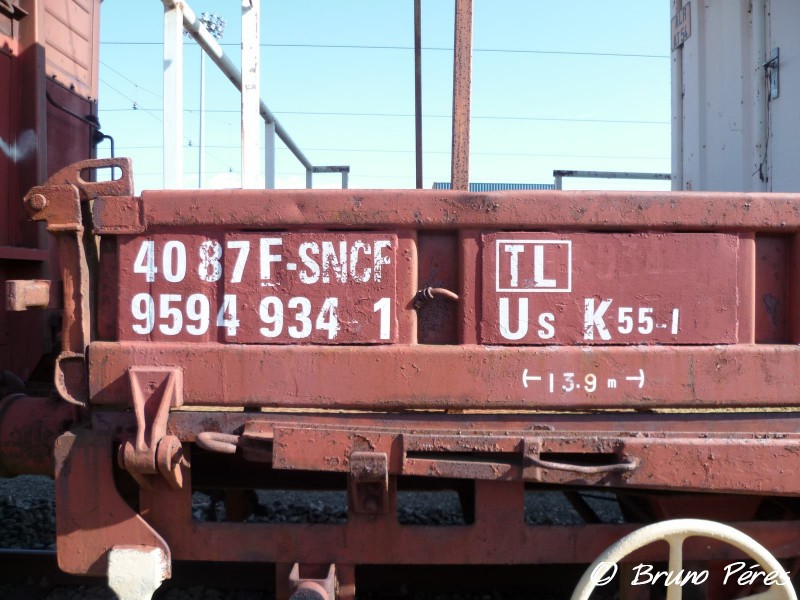 40 87 F-SNCF
9594 934 1
TL
Us K55-1
13.9 m
© Bruno Péres